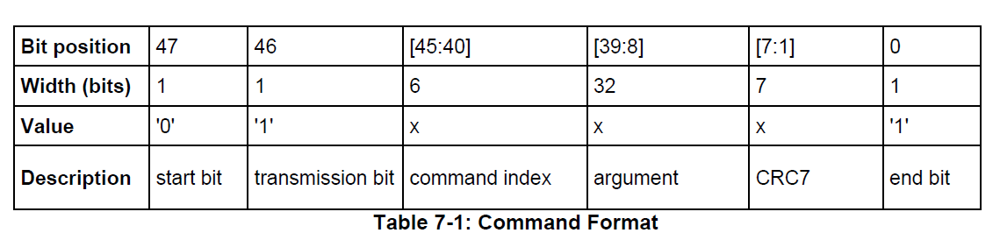 Bit position 47 46 [45:40] [39:8] [7:1] 0
Width (bits) 1 1 6 32 7 1
Value '0' '1' x x x '1'
Description start bit transmission bit command index argument CRC7 end bit
Table 7-1: Command Format